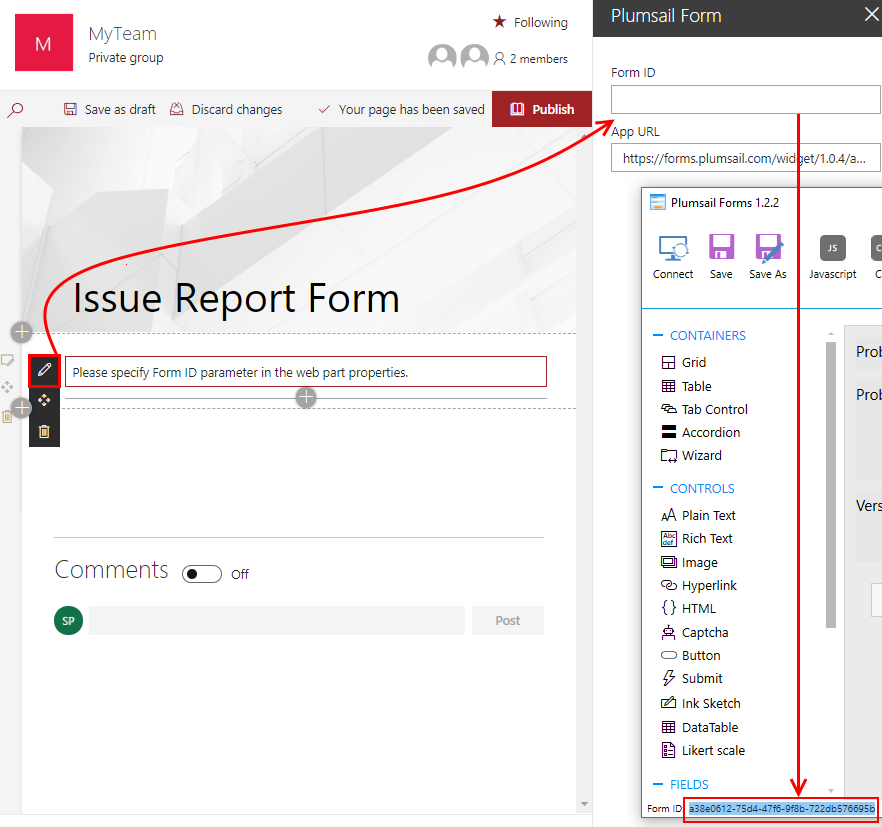 M
MyTeam
Private group
Following
2 members
Save as draft
Discard changes
Your page has been saved
Publish
Issue Report Form
Please specify Form ID parameter in the web part properties.
Comments
Off
SP
Post
Plumsail Form
Form ID
App URL
https://forms.plumsail.com/widget/1.0.4/a...
Plumsail Forms 1.2.2
Connect
Save
Save As
JS
Javascript
C
C
CONTAINERS
Grid
Table
Tab Control
Accordion
Wizard
CONTROLS
AA Plain Text
Abc def Rich Text
Image
Hyperlink
{ } HTML
Captcha
Button
Submit
Ink Sketch
DataTable
Likert scale
FIELDS
Prob
Prob
Vers
Form ID: a38e0612-75d4-47f6-9f8b-722db576695b